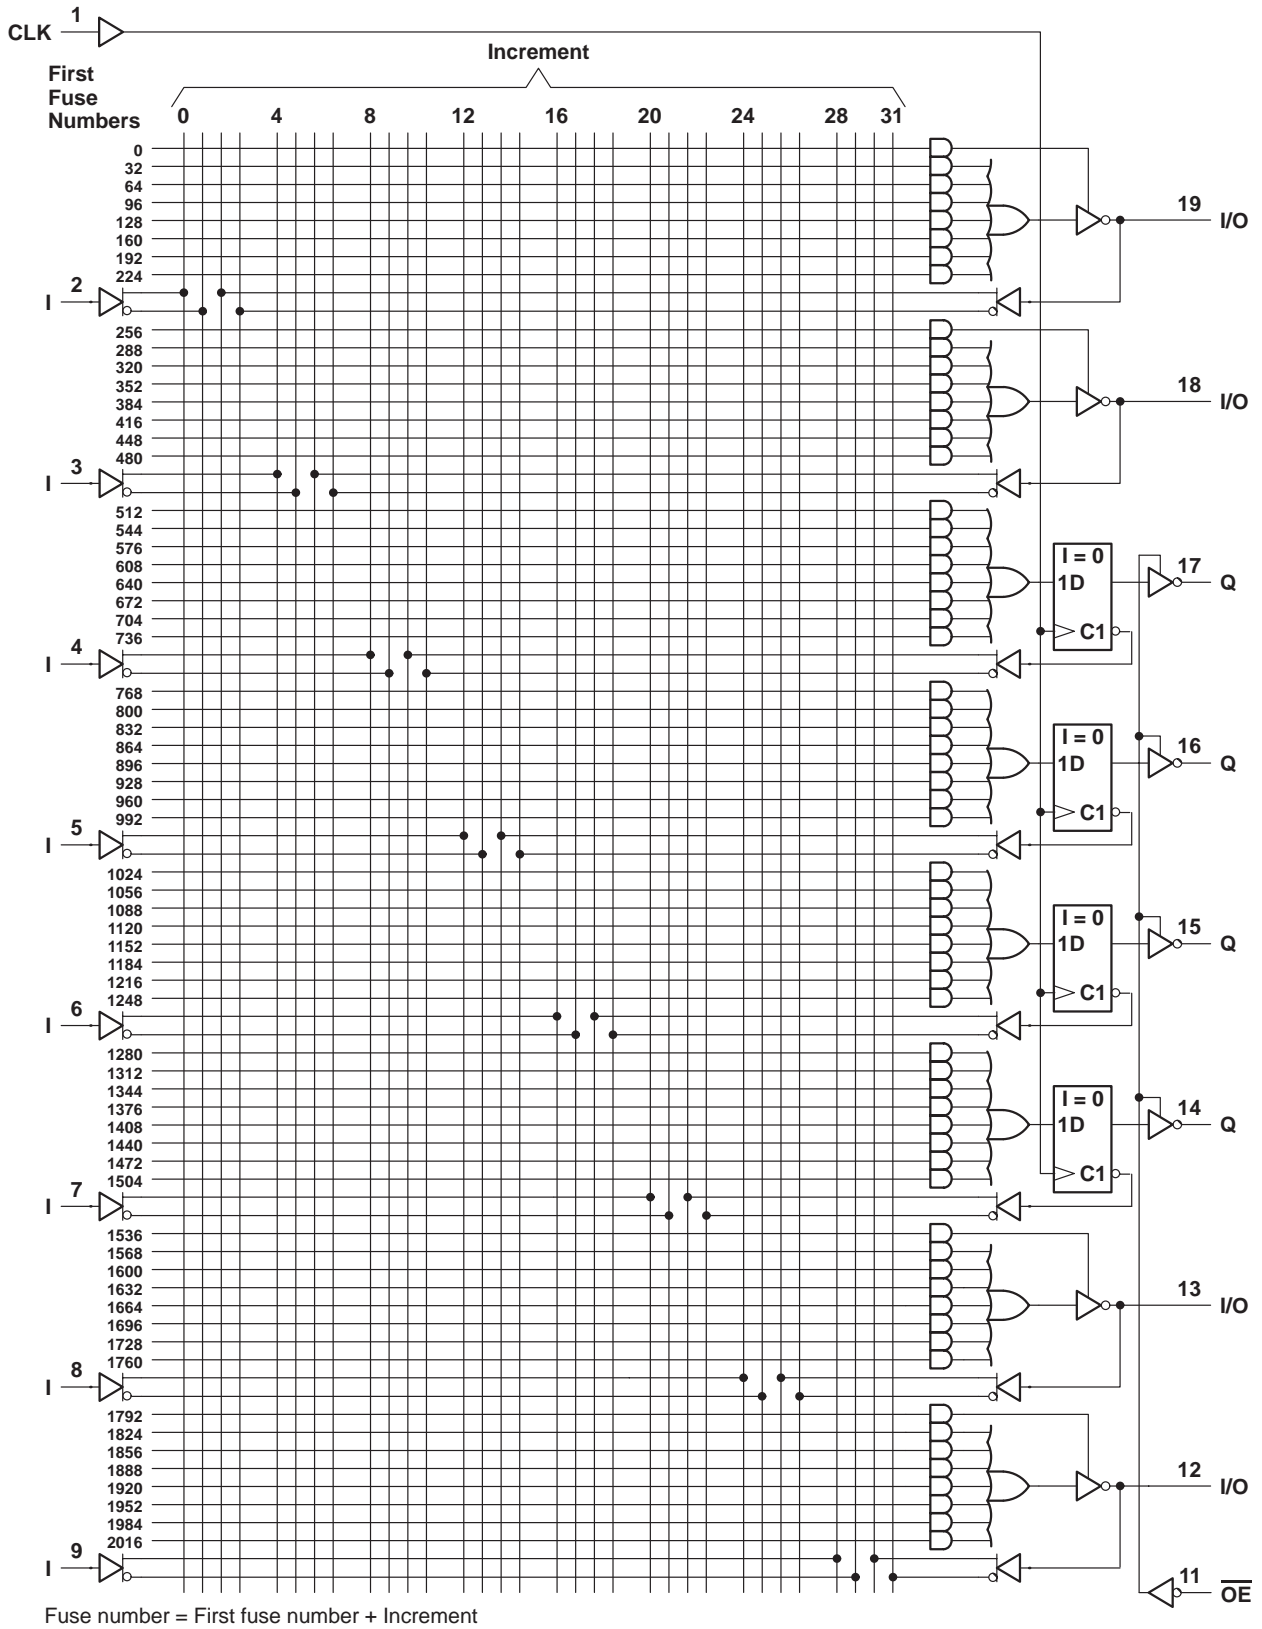 1
CLK
Increment
First
Fuse
Numbers
0 4 8 12 16 20 24 28 31
0
32
64
96
128
160
192
224
19
I/O
2
I
256
288
320
352
384
416
448
480
18
I/O
3
I
512
544
576
608
640
672
704
736
I = 0
1D
C1
17
Q
4
I
768
800
832
864
896
928
960
992
I = 0
1D
C1
16
Q
5
I
1024
1056
1088
1120
1152
1184
1216
1248
I = 0
1D
C1
15
Q
6
I
1280
1312
1344
1376
1408
1440
1472
1504
I = 0
1D
C1
14
Q
7
I
1536
1568
1600
1632
1664
1696
1728
1760
13
I/O
8
I
1792
1824
1856
1888
1920
1952
1984
2016
12
I/O
9
I
11
OE
Fuse number = First fuse number + Increment